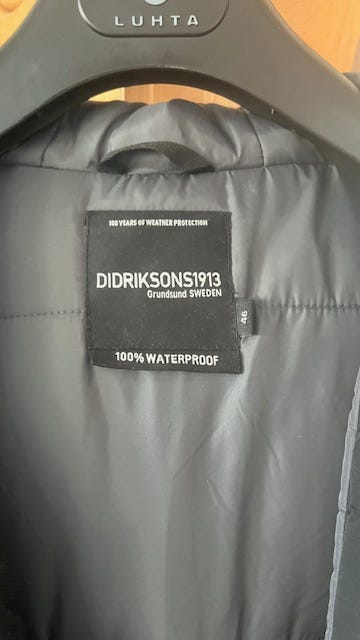 LUHTA
100 YEARS OF WEATHER PROTECTION
DIDRIKSONS1913
Grundsund SWEDEN
46
100% WATERPROOF